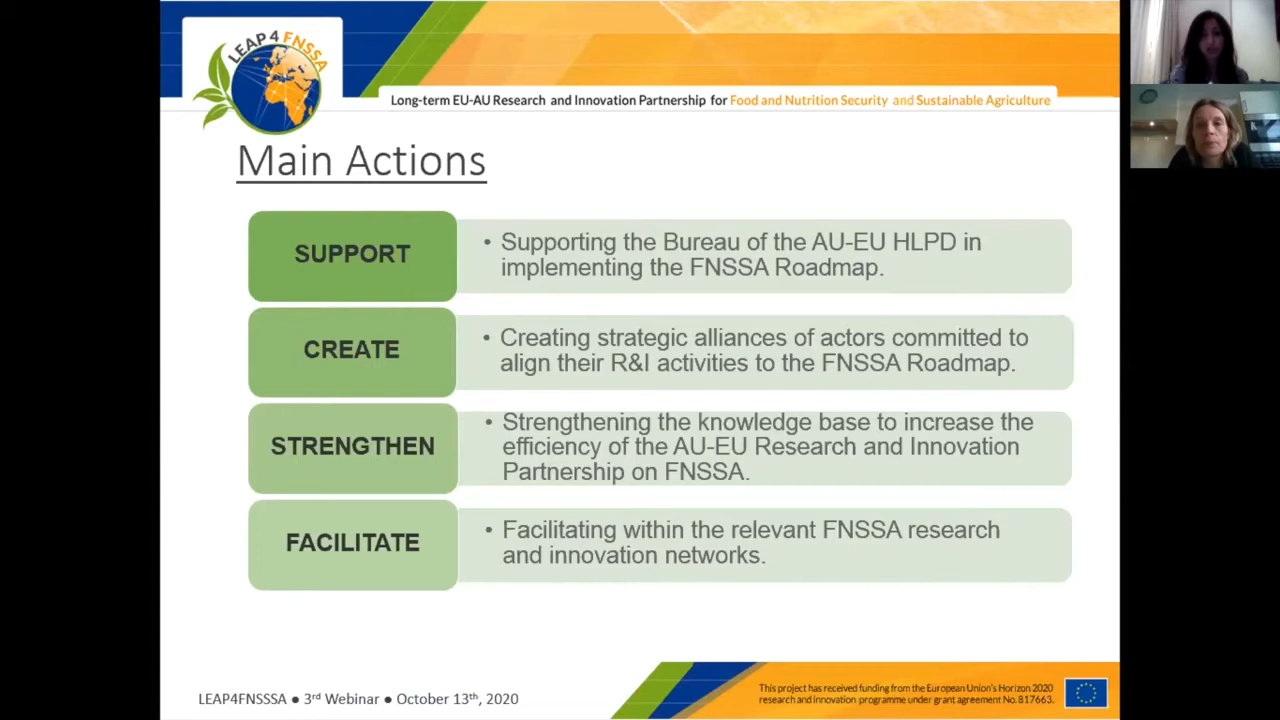 LEAP4FNSSA
Long-term EU-AU Research and Innovation Partnership for Food and Nutrition Security and Sustainable Agriculture
Main Actions
SUPPORT
• Supporting the Bureau of the AU-EU HLPD in
implementing the FNSSA Roadmap.
CREATE
• Creating strategic alliances of actors committed to
align their R&I activities to the FNSSA Roadmap.
STRENGTHEN
• Strengthening the knowledge base to increase the
efficiency of the AU-EU Research and Innovation
Partnership on FNSSA.
FACILITATE
• Facilitating within the relevant FNSSA research
and innovation networks.
LEAP4FNSSSA ● 3rd Webinar ● October 13th, 2020
This project has received funding from the European Union's Horizon 2020
research and innovation programme under grant agreement No. 817663.